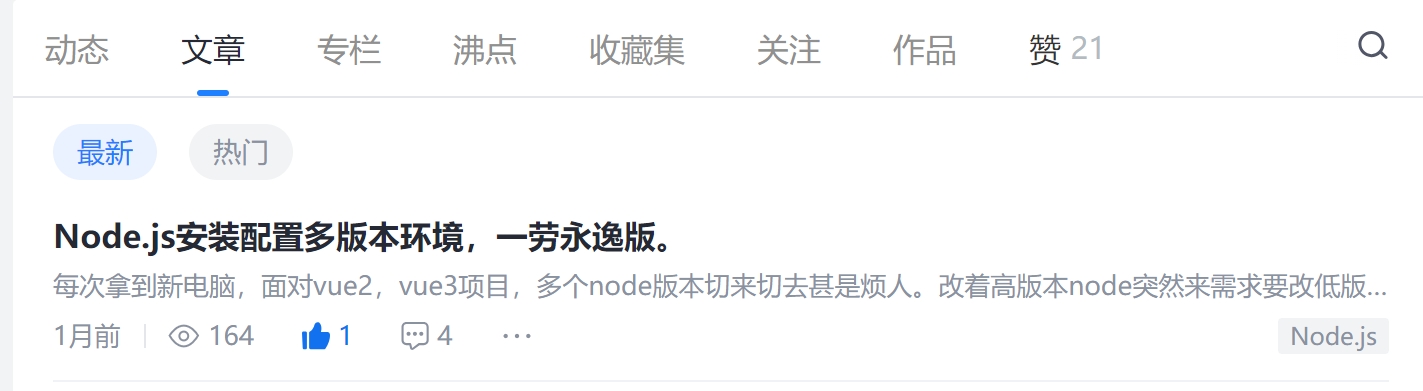 动态 文章 专栏 沸点 收藏集 关注 作品 赞 21
最新 热门
Node.js安装配置多版本环境，一劳永逸版。
每次拿到新电脑，面对vue2，vue3项目，多个node版本切来切去甚是烦人。改着高版本node突然来需求要改低版...
1月前 164 1 4 Node.js